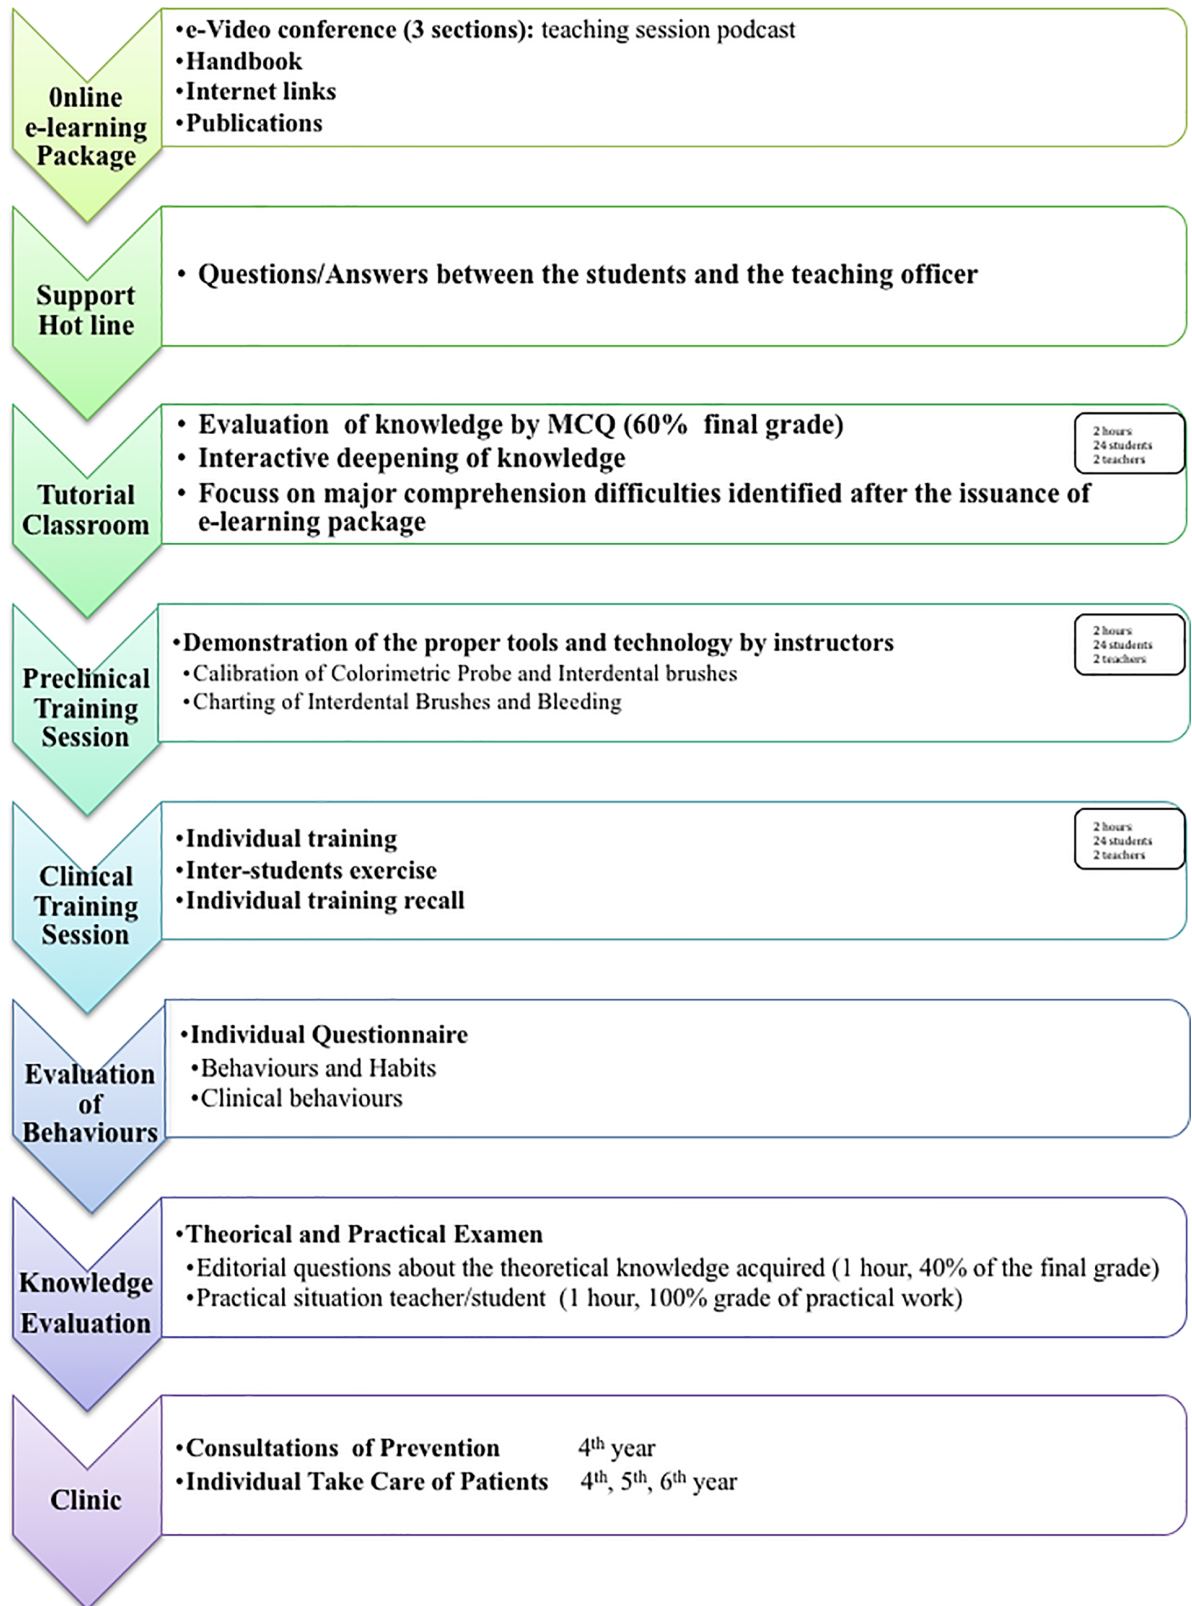 0nline
e-learning
Package
•e-Video conference (3 sections): teaching session podcast
•Handbook
•Internet links
•Publications
Support
Hot line
• Questions/Answers between the students and the teaching officer
Tutorial
Classroom
• Evaluation of knowledge by MCQ (60% final grade)
• Interactive deepening of knowledge
• Focuss on major comprehension difficulties identified after the issuance of
e-learning package
2 hours
24 students
2 teachers
Preclinical
Training
Session
•Demonstration of the proper tools and technology by instructors
•Calibration of Colorimetric Probe and Interdental brushes
•Charting of Interdental Brushes and Bleeding
2 hours
24 students
2 teachers
Clinical
Training
Session
•Individual training
•Inter-students exercise
•Individual training recall
2 hours
24 students
2 teachers
Evaluation
of
Behaviours
•Individual Questionnaire
•Behaviours and Habits
•Clinical behaviours
Knowledge
Evaluation
•Theorical and Practical Examen
•Editorial questions about the theoretical knowledge acquired (1 hour, 40% of the final grade)
•Practical situation teacher/student (1 hour, 100% grade of practical work)
Clinic
•Consultations of Prevention 4th year
•Individual Take Care of Patients 4th, 5th, 6th year